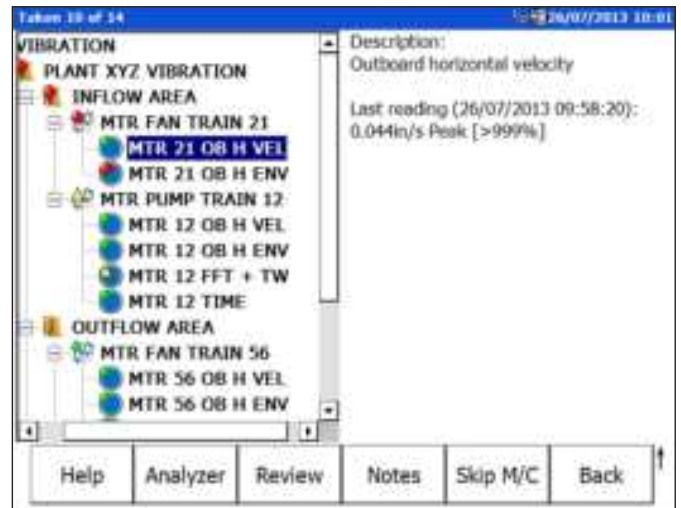 Taken 10 of 14
26/07/2013 10:01
VIBRATION
PLANT XYZ VIBRATION
INFLOW AREA
MTR FAN TRAIN 21
MTR 21 OB H VEL
MTR 21 OB H ENV
MTR PUMP TRAIN 12
MTR 12 OB H VEL
MTR 12 OB H ENV
MTR 12 FFT + TW
MTR 12 TIME
OUTFLOW AREA
MTR FAN TRAIN 56
MTR 56 OB H VEL
MTR 56 OB H ENV
Description:
Outboard horizontal velocity
Last reading (26/07/2013 09:58:20):
0.044in/s Peak [>999%]
Help
Analyzer
Review
Notes
Skip M/C
Back